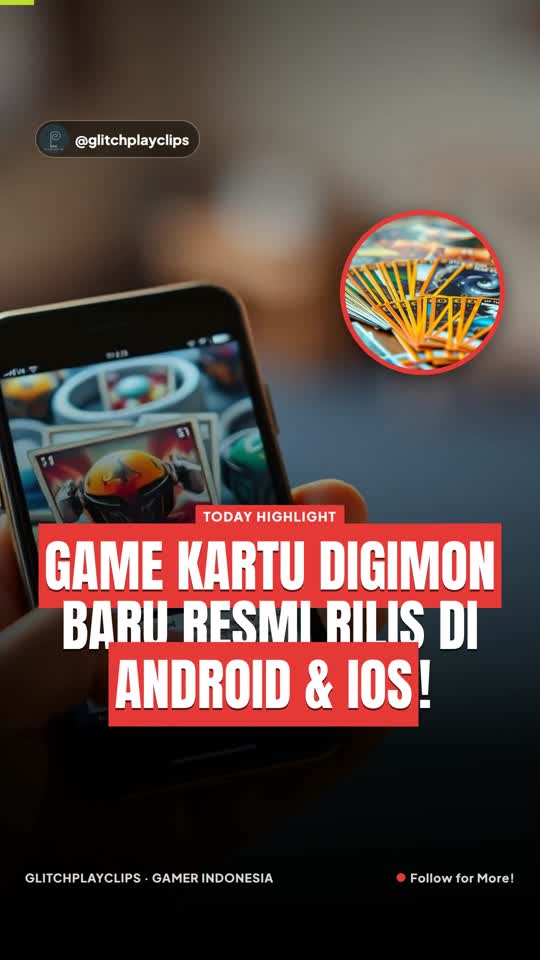 @glitchplayclips
TODAY HIGHLIGHT
GAME KARTU DIGIMON
BARU RESMI RILIS DI
ANDROID & IOS!
GLITCHPLAYCLIPS · GAMER INDONESIA
Follow for More!